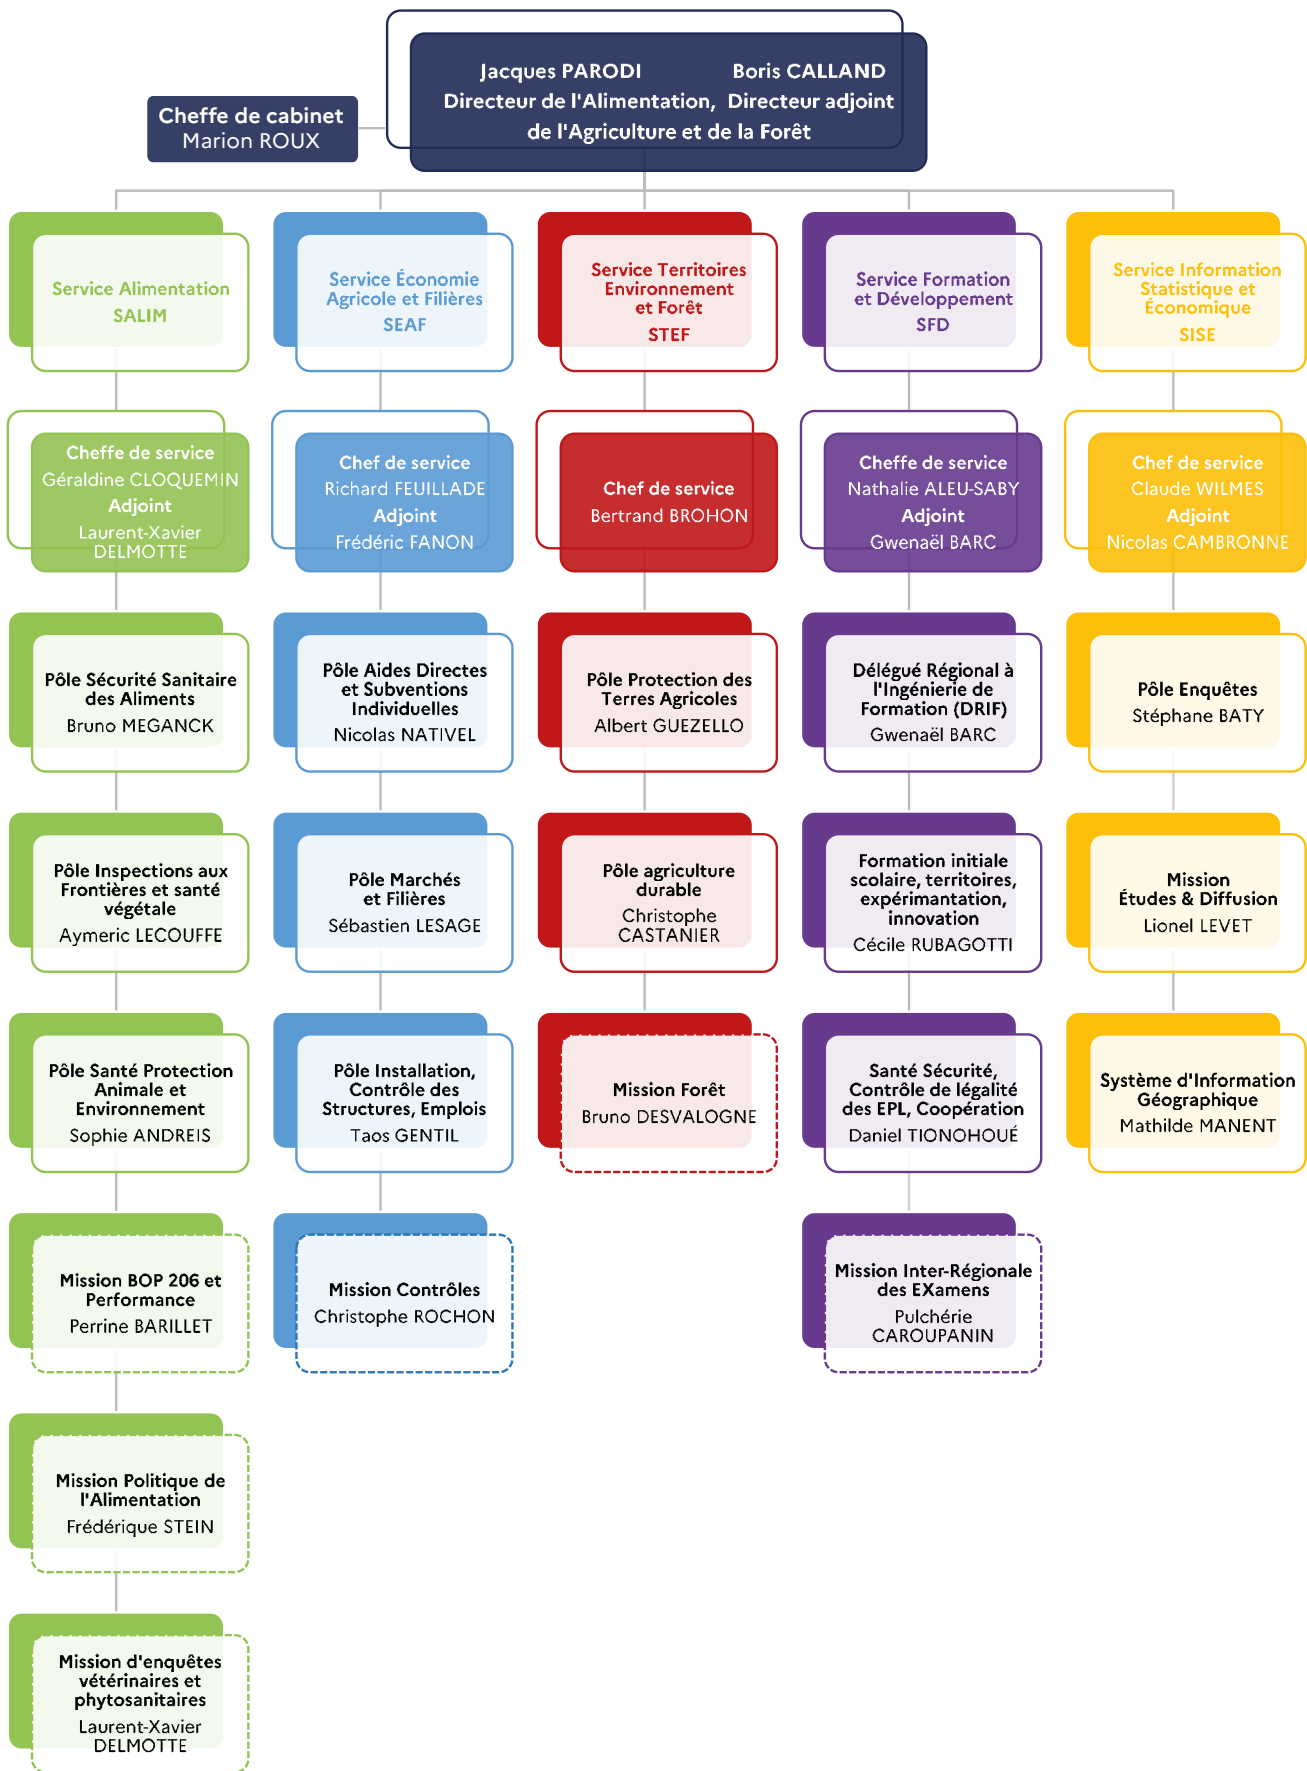 Jacques PARODI
Boris CALLAND
Directeur de l'Alimentation, Directeur adjoint
de l'Agriculture et de la Forêt
Cheffe de cabinet
Marion ROUX
Service Alimentation
SALIM
Cheffe de service
Géraldine CLOQUEMIN
Adjoint
Laurent-Xavier
DELMOTTE
Pôle Sécurité Sanitaire
des Aliments
Bruno MEGANCK
Pôle Inspections aux
Frontières et santé
végétale
Aymeric LECOUFFE
Pôle Santé Protection
Animale et
Environnement
Sophie ANDREIS
Mission BOP 206 et
Performance
Perrine BARILLET
Mission Politique de
l'Alimentation
Frédérique STEIN
Mission d'enquêtes
vétérinaires et
phytosanitaires
Laurent-Xavier
DELMOTTE
Service Économie
Agricole et Filières
SEAF
Chef de service
Richard FEUILLADE
Adjoint
Frédéric FANON
Pôle Aides Directes
et Subventions
Individuelles
Nicolas NATIVEL
Pôle Marchés
et Filières
Sébastien LESAGE
Pôle Installation,
Contrôle des
Structures, Emplois
Taos GENTIL
Mission Contrôles
Christophe ROCHON
Service Territoires
Environnement
et Forêt
STEF
Chef de service
Bertrand BROHON
Pôle Protection des
Terres Agricoles
Albert GUEZELLO
Pôle agriculture
durable
Christophe
CASTANIER
Mission Forêt
Bruno DESVALOGNE
Service Formation
et Développement
SFD
Cheffe de service
Nathalie ALEU-SABY
Adjoint
Gwenaël BARC
Délégué Régional à
l'Ingénierie de
Formation (DRIF)
Gwenaël BARC
Formation initiale
scolaire, territoires,
expérimantation,
innovation
Cécile RUBAGOTTI
Santé Sécurité,
Contrôle de légalité
des EPL, Coopération
Daniel TIONOHOUÉ
Mission Inter-Régionale
des EXamens
Pulchérie
CAROUPANIN
Service Information
Statistique et
Économique
SISE
Chef de service
Claude WILMES
Adjoint
Nicolas CAMBRONNE
Pôle Enquêtes
Stéphane BATY
Mission
Études & Diffusion
Lionel LEVET
Système d'Information
Géographique
Mathilde MANENT